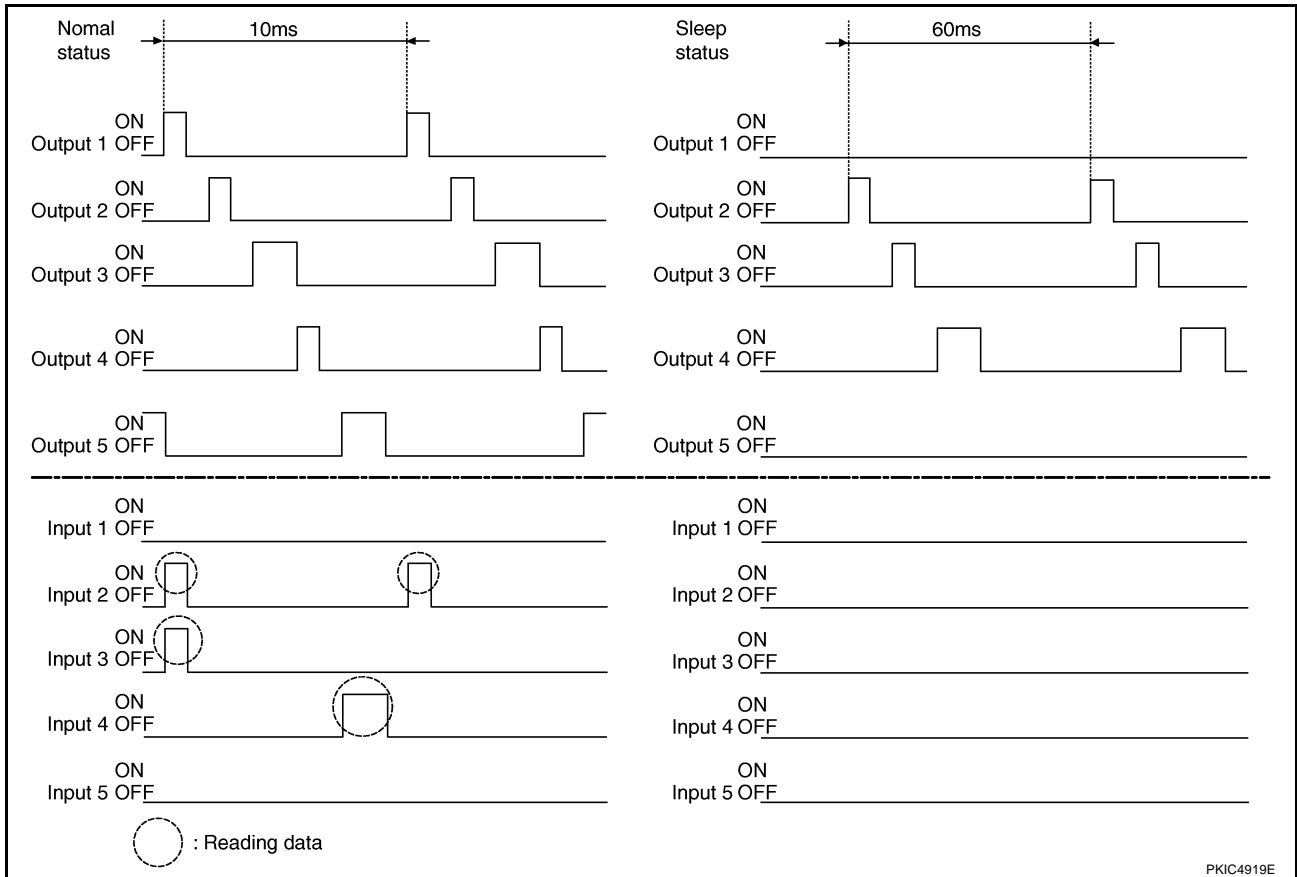 Nomal
status
10ms
ON
Output 1 OFF
ON
Output 2 OFF
ON
Output 3 OFF
ON
Output 4 OFF
ON
Output 5 OFF
Sleep
status
60ms
ON
Output 1 OFF
ON
Output 2 OFF
ON
Output 3 OFF
ON
Output 4 OFF
ON
Output 5 OFF
ON
Input 1 OFF
ON
Input 2 OFF
ON
Input 3 OFF
ON
Input 4 OFF
ON
Input 5 OFF
ON
Input 1 OFF
ON
Input 2 OFF
ON
Input 3 OFF
ON
Input 4 OFF
ON
Input 5 OFF
: Reading data
PKIC4919E